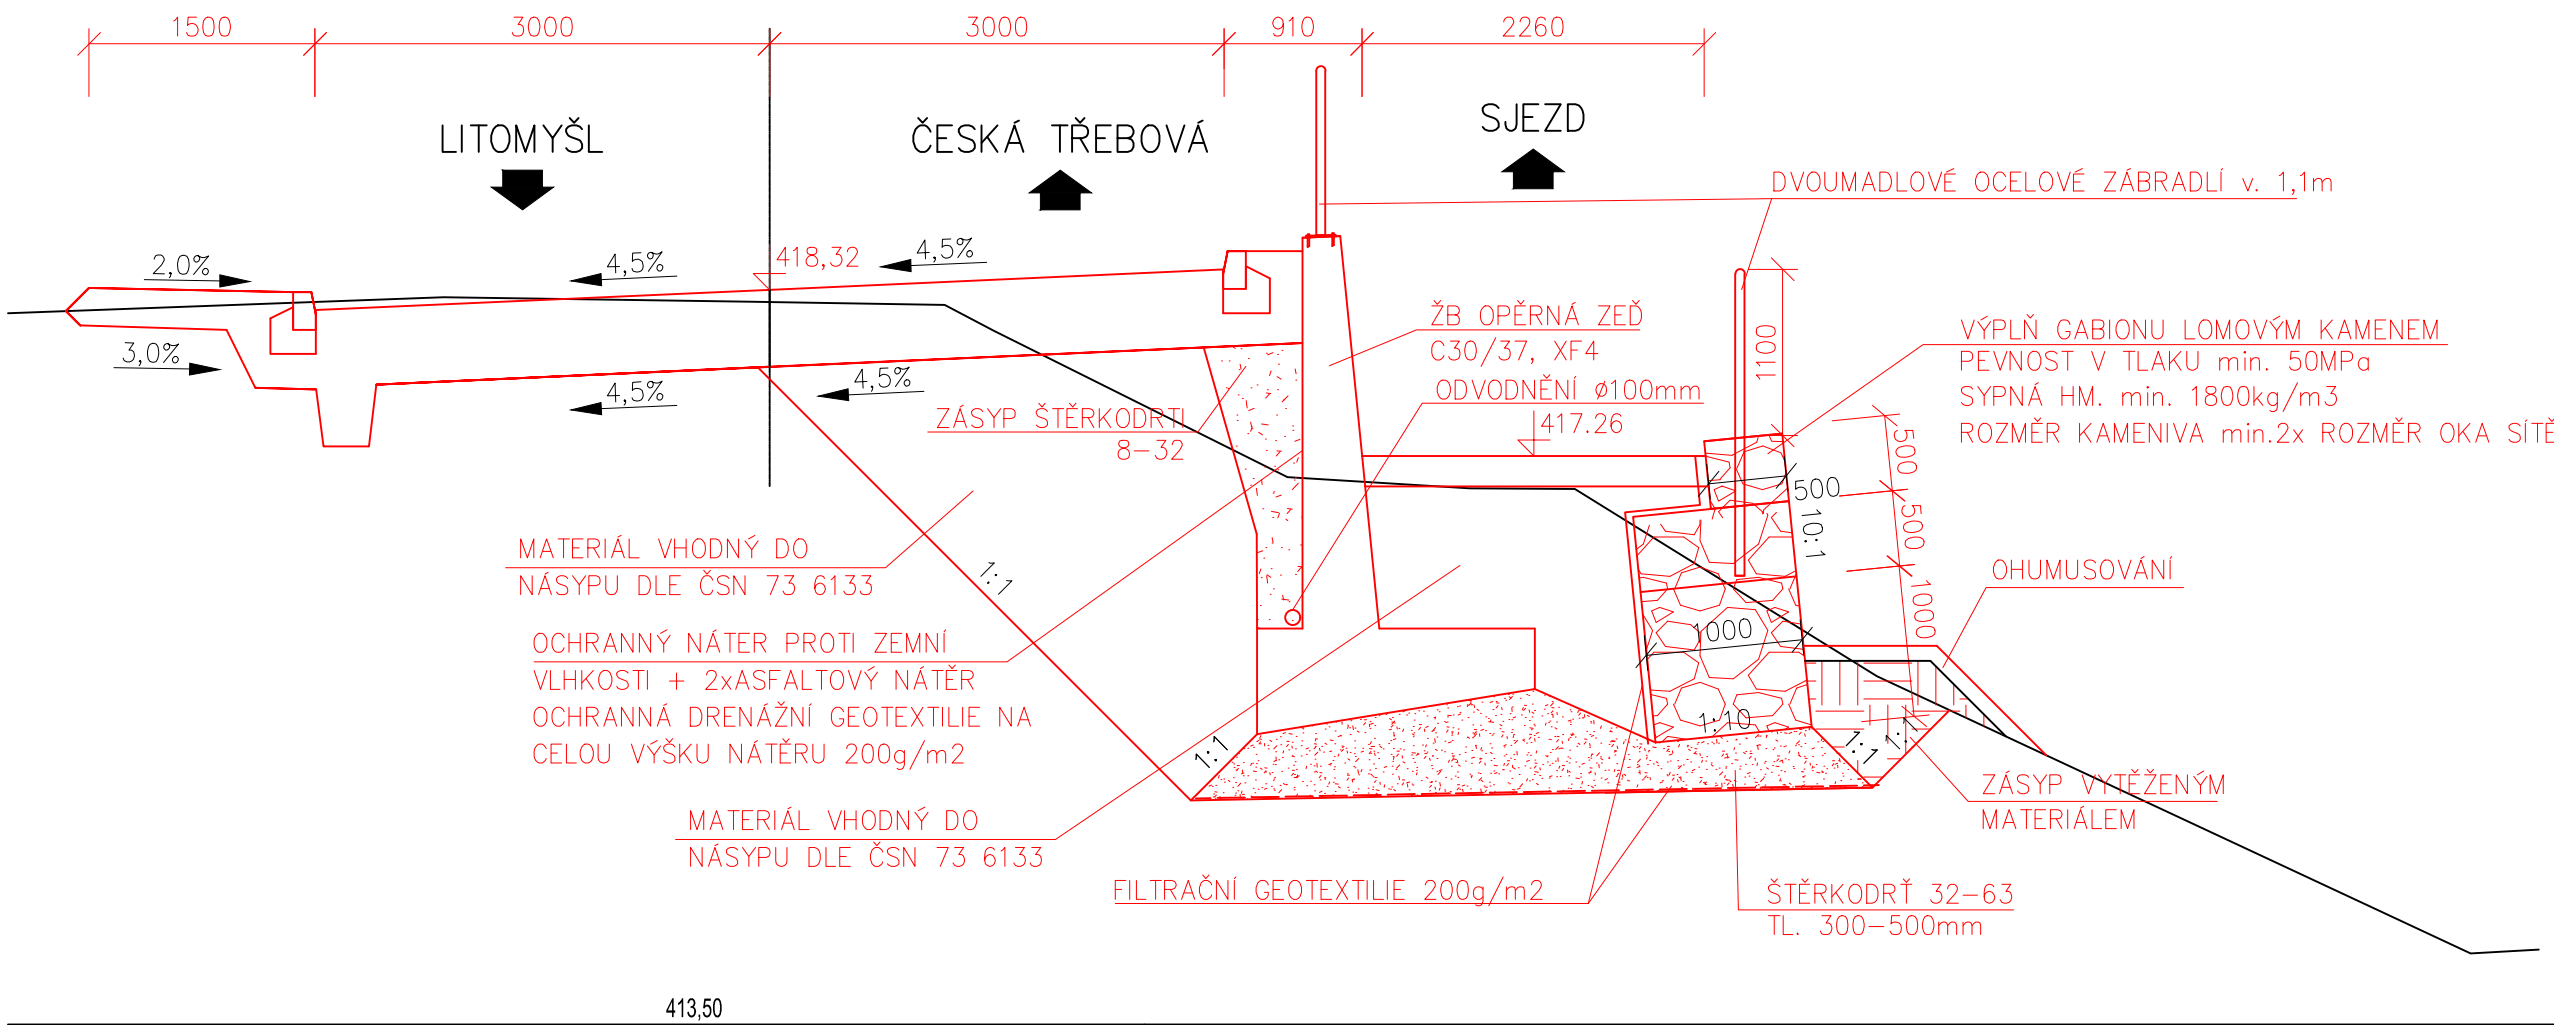 1500
3000
3000
910
2260
LITOMYŠL
ČESKÁ TŘEBOVÁ
SJEZD
DVOUMADLOVÉ OCELOVÉ ZÁBRADLÍ v. 1,1m
2,0%
4,5%
418,32
4,5%
3,0%
4,5%
4,5%
ŽB OPĚRNÁ ZEĎ
C30/37, XF4
ODVODNĚNÍ ø100mm
417.26
1100
VÝPLŇ GABIONU LOMOVÝM KAMENEM
PEVNOST V TLAKU min. 50MPa
SYPNÁ HM. min. 1800kg/m3
ROZMĚR KAMENIVA min.2x ROZMĚR OKA SÍTĚ
ZÁSYP ŠTĚRKODRTI
8-32
500
500
500
1000
10:1
1000
1:10
MATERIÁL VHODNÝ DO
NÁSYPU DLE ČSN 73 6133
1:1
OHUMUSOVÁNÍ
OCHRANNÝ NÁTER PROTI ZEMNÍ
VLHKOSTI + 2xASFALTOVÝ NÁTĚR
OCHRANNÁ DRENÁŽNÍ GEOTEXTILIE NA
CELOU VÝŠKU NÁTĚRU 200g/m2
1:1
1:1
1:1
ZÁSYP VYTĚŽENÝM
MATERIÁLEM
MATERIÁL VHODNÝ DO
NÁSYPU DLE ČSN 73 6133
FILTRAČNÍ GEOTEXTILIE 200g/m2
ŠTĚRKODRŤ 32-63
TL. 300-500mm
413,50